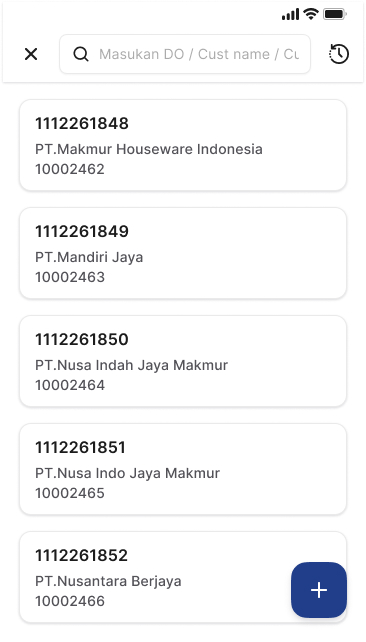 Masukan DO / Cust name / Cu
1112261848
PT.Makmur Houseware Indonesia
10002462
1112261849
PT.Mandiri Jaya
10002463
1112261850
PT.Nusa Indah Jaya Makmur
10002464
1112261851
PT.Nusa Indo Jaya Makmur
10002465
1112261852
PT.Nusantara Berjaya
10002466